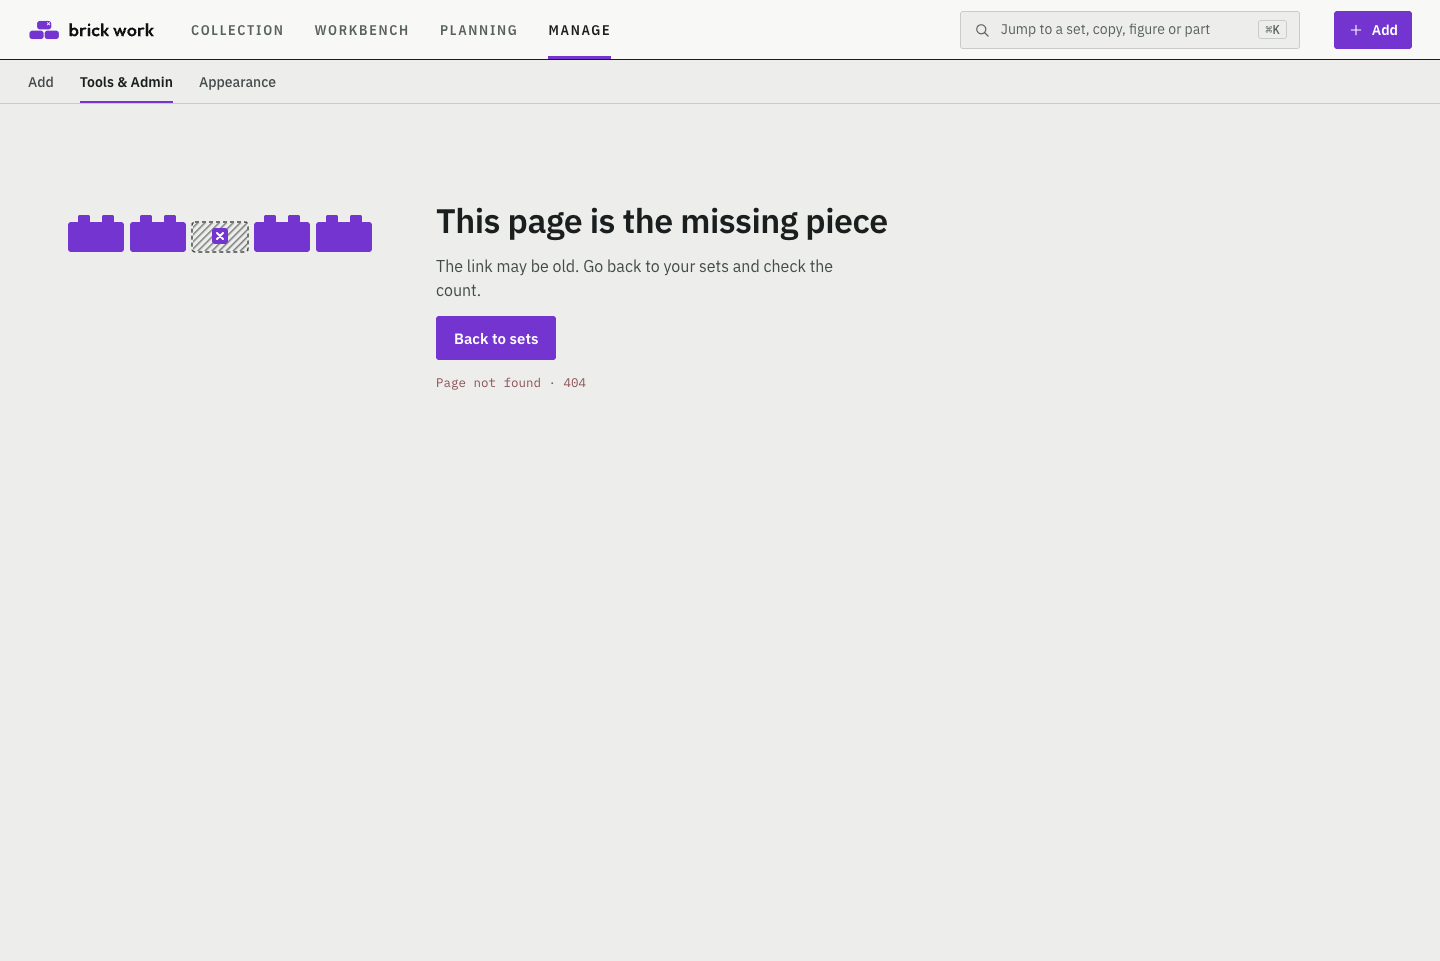 brick work
COLLECTION
WORKBENCH
PLANNING
MANAGE
Jump to a set, copy, figure or part
⌘K
+ Add
Add
Tools & Admin
Appearance
This page is the missing piece
The link may be old. Go back to your sets and check the
count.
Back to sets
Page not found · 404